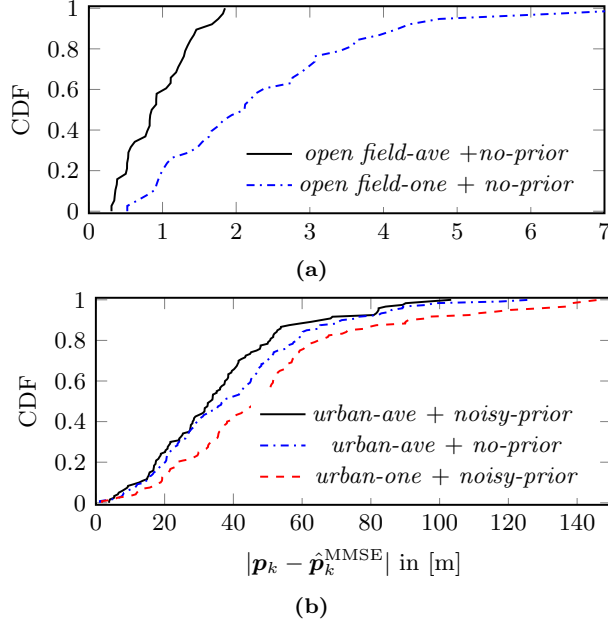 1
0.8
0.6
0.4
0.2
0
CDF
open field-ave +no-prior
open field-one + no-prior
0 1 2 3 4 5 6 7
(a)
1
0.8
0.6
0.4
0.2
0
CDF
urban-ave + noisy-prior
urban-ave + no-prior
urban-one + noisy-prior
0 20 40 60 80 100 120 140
|p_k − p̂_k^MMSE| in [m]
(b)